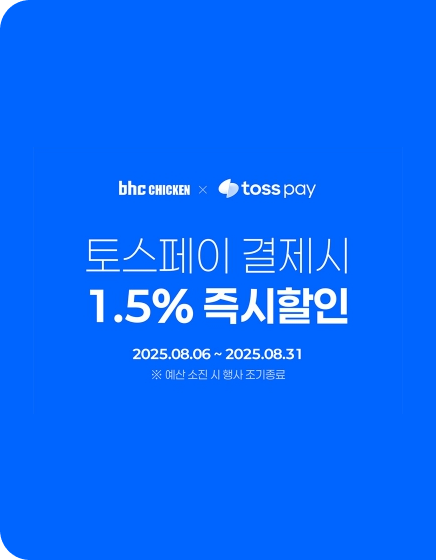 bhc CHICKEN × toss pay
토스페이 결제시
1.5% 즉시할인
2025.08.06 ~ 2025.08.31
※ 예산 소진 시 행사 조기종료